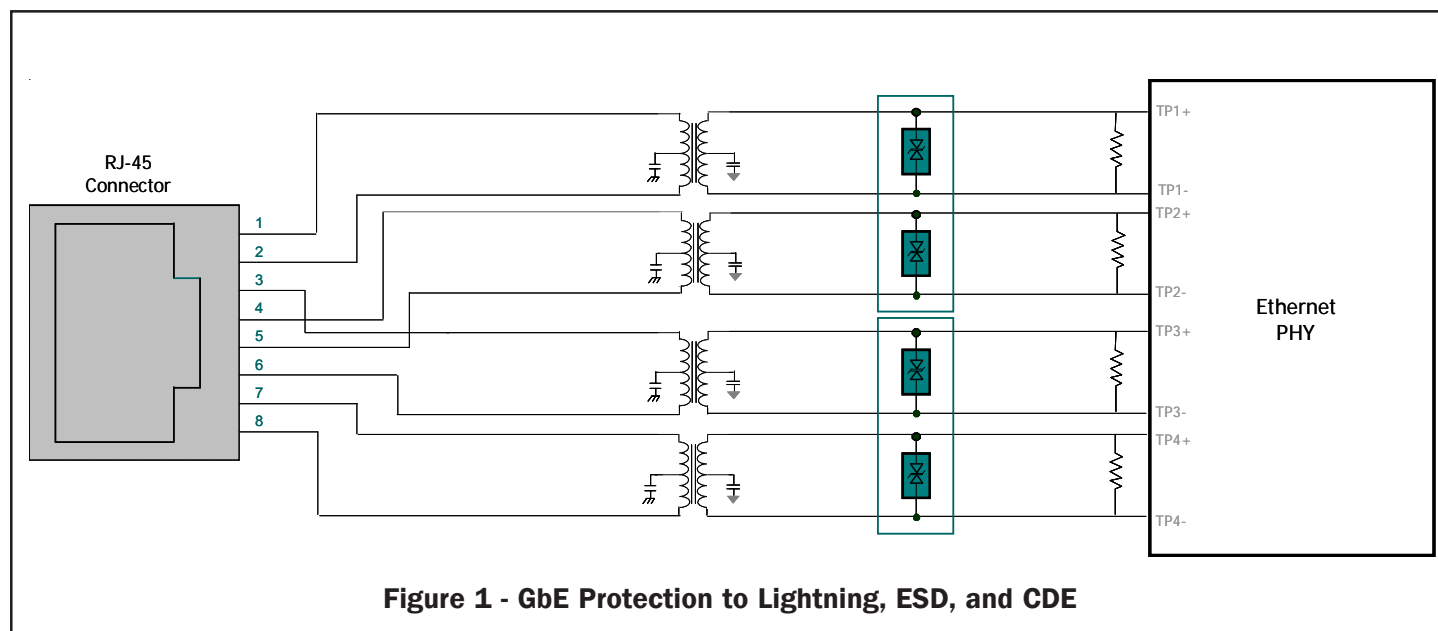 RJ-45
Connector
1
2
3
4
5
6
7
8
TP1+
TP1-
TP2+
TP2-
TP3+
TP3-
TP4+
TP4-
Ethernet
PHY
Figure 1 - GbE Protection to Lightning, ESD, and CDE